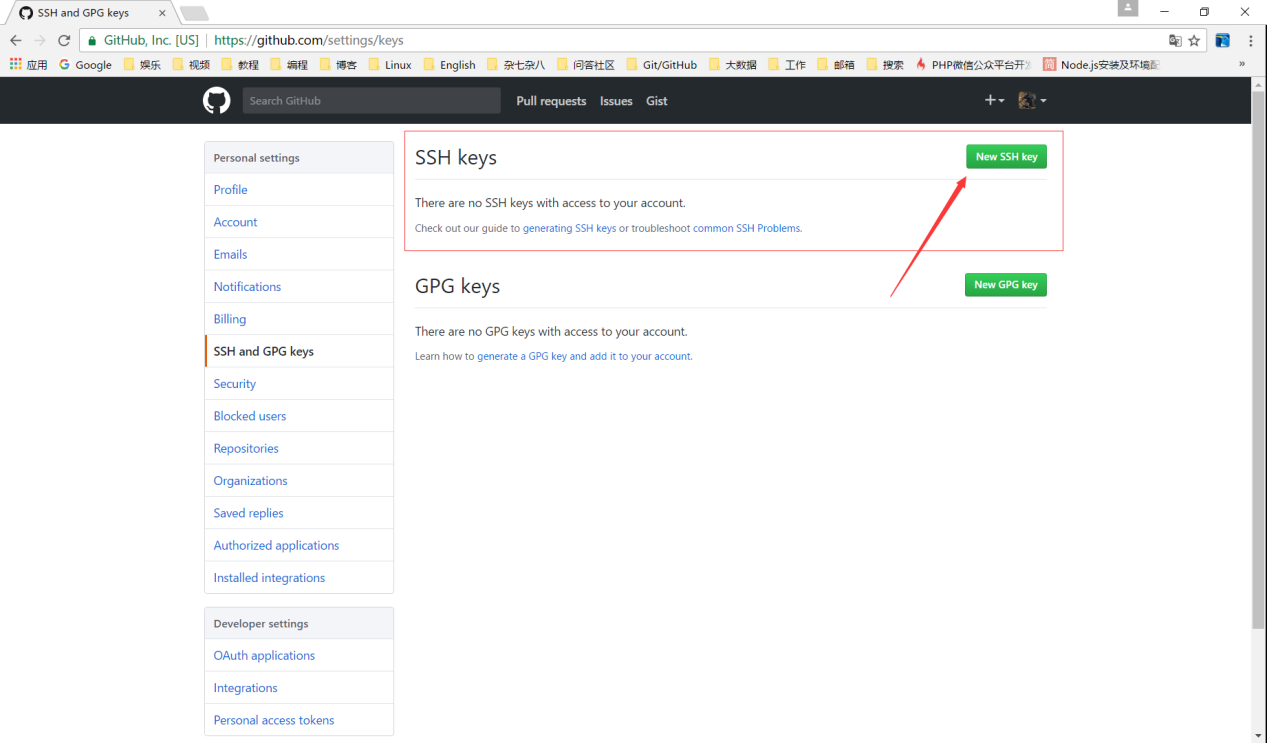 SSH and GPG keys
GitHub, Inc. [US] | https://github.com/settings/keys
应用 Google 娱乐 视频 教程 编程 博客 Linux English 杂七杂八 问答社区 Git/GitHub 大数据 工作 邮箱 搜索 PHP微信公众平台开 Node.js安装及环境配 »
Search GitHub Pull requests Issues Gist
Personal settings
Profile
Account
Emails
Notifications
Billing
SSH and GPG keys
Security
Blocked users
Repositories
Organizations
Saved replies
Authorized applications
Installed integrations
Developer settings
OAuth applications
Integrations
Personal access tokens
SSH keys
New SSH key
There are no SSH keys with access to your account.
Check out our guide to generating SSH keys or troubleshoot common SSH Problems.
GPG keys
New GPG key
There are no GPG keys with access to your account.
Learn how to generate a GPG key and add it to your account.